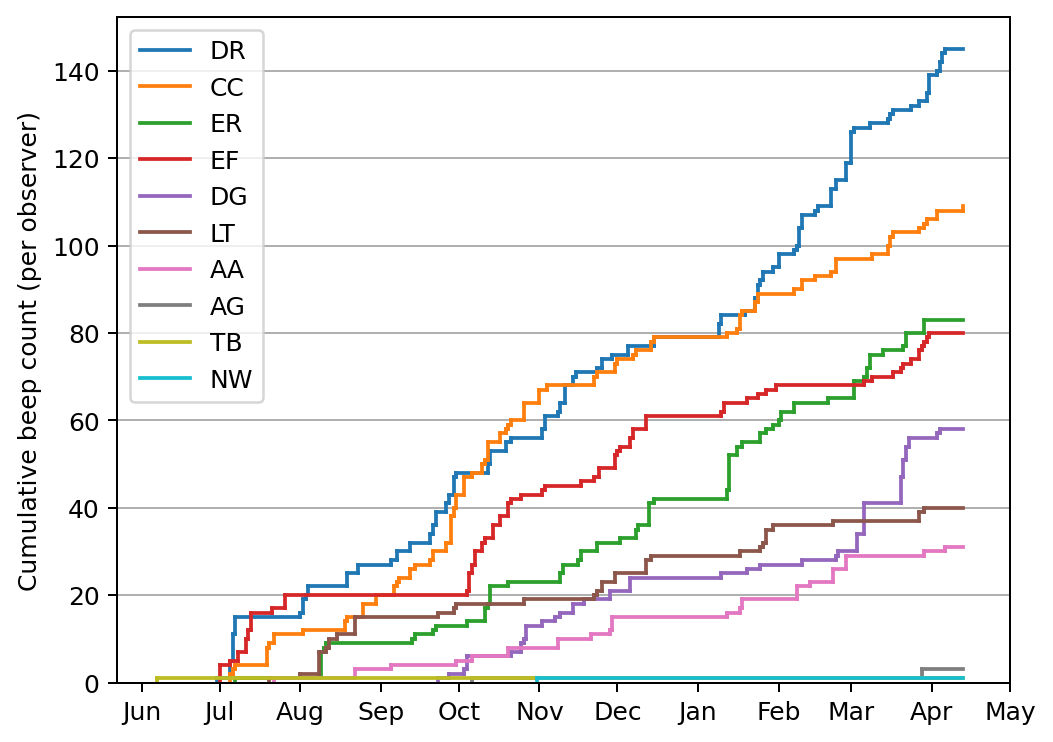 Cumulative beep count (per observer)
140
120
100
80
60
40
20
0
DR
CC
ER
EF
DG
LT
AA
AG
TB
NW
Jun Jul Aug Sep Oct Nov Dec Jan Feb Mar Apr May